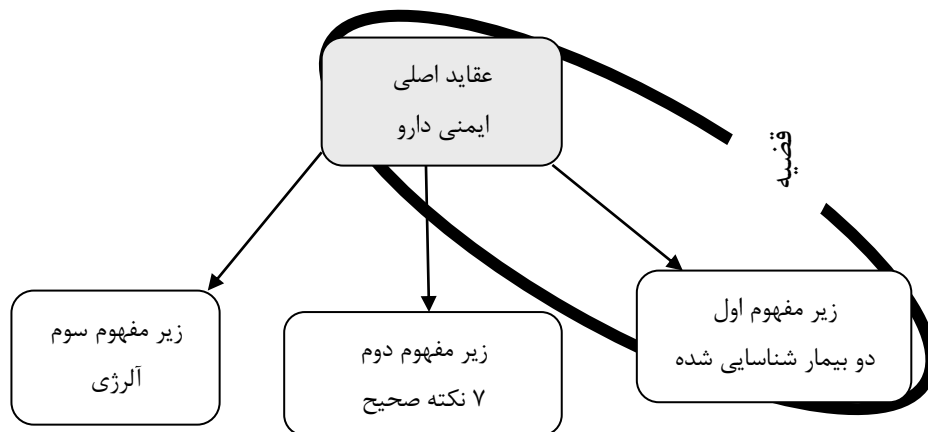 عقاید اصلی
ایمنی دارو
قضیه
زیر مفهوم اول
دو بیمار شناسایی شده
زیر مفهوم دوم
۷ نکته صحیح
زیر مفهوم سوم
آلرژی